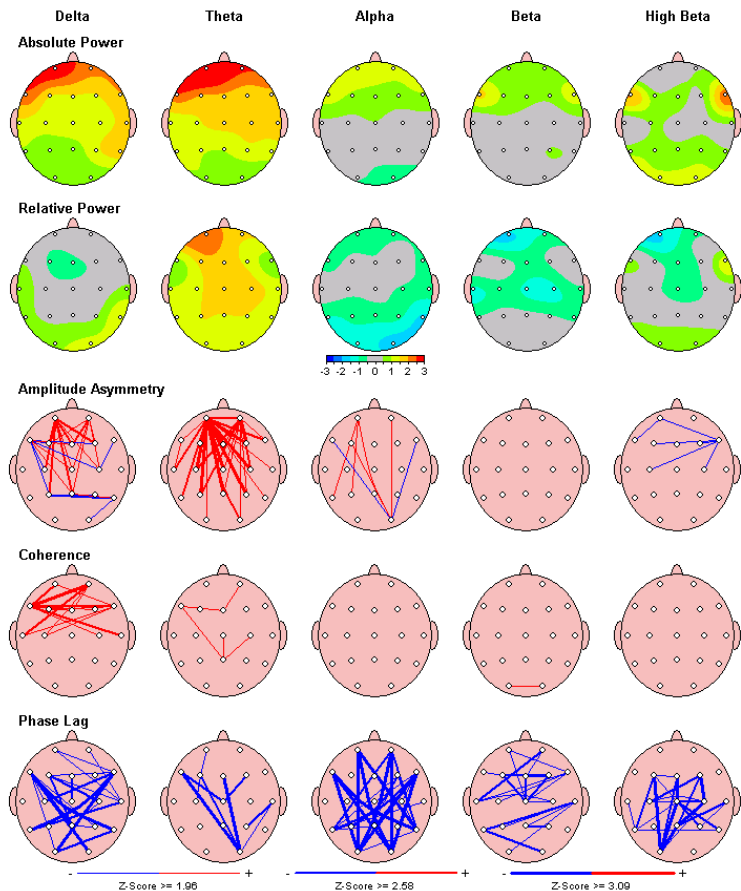 Delta Theta Alpha Beta High Beta
Absolute Power
Relative Power
-3 -2 -1 0 1 2 3
Amplitude Asymmetry
Coherence
Phase Lag
- + - + - +
Z-Score >= 1.96 Z-Score >= 2.58 Z-Score >= 3.09